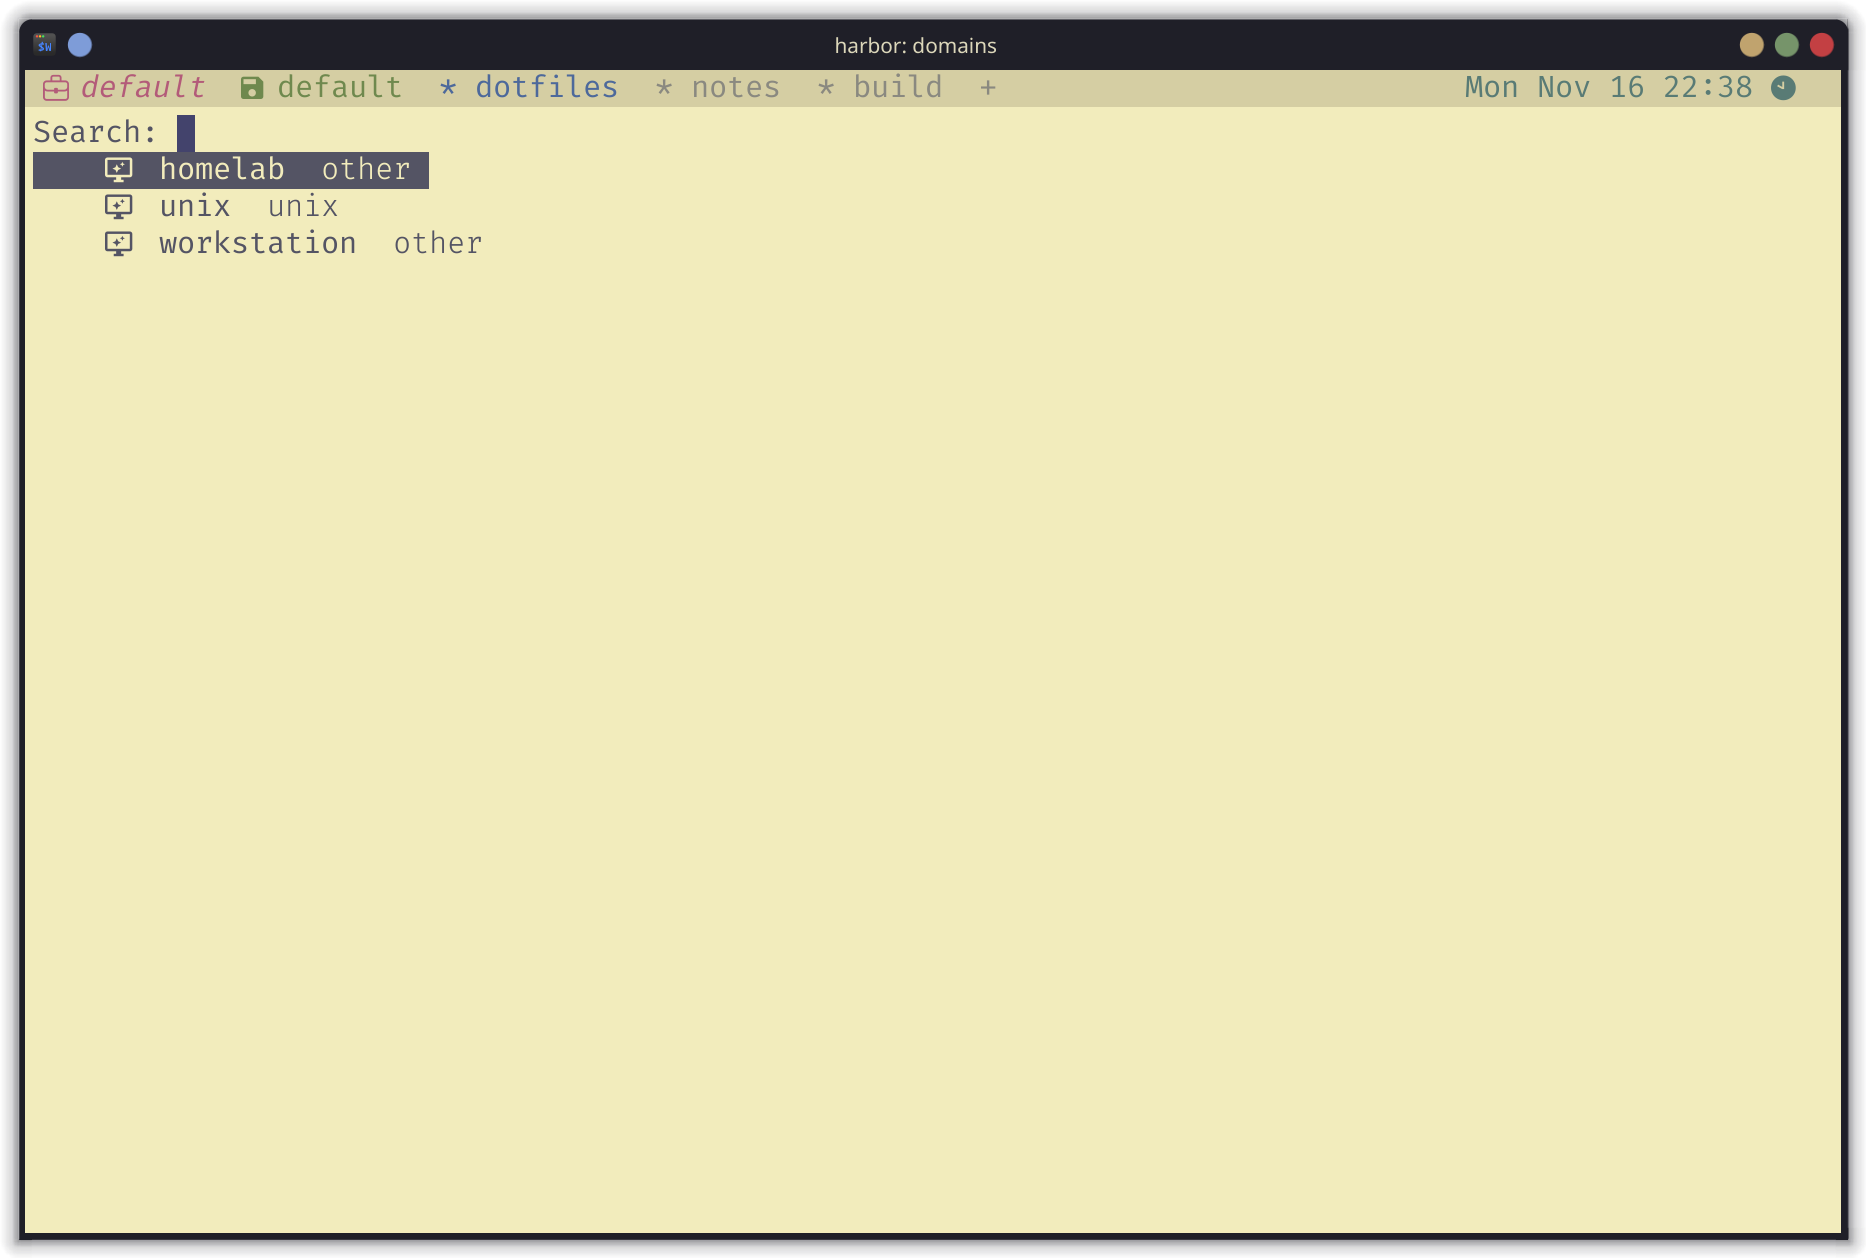 $W harbor: domains
default default * dotfiles * notes * build + Mon Nov 16 22:38
Search:
homelab other
unix unix
workstation other